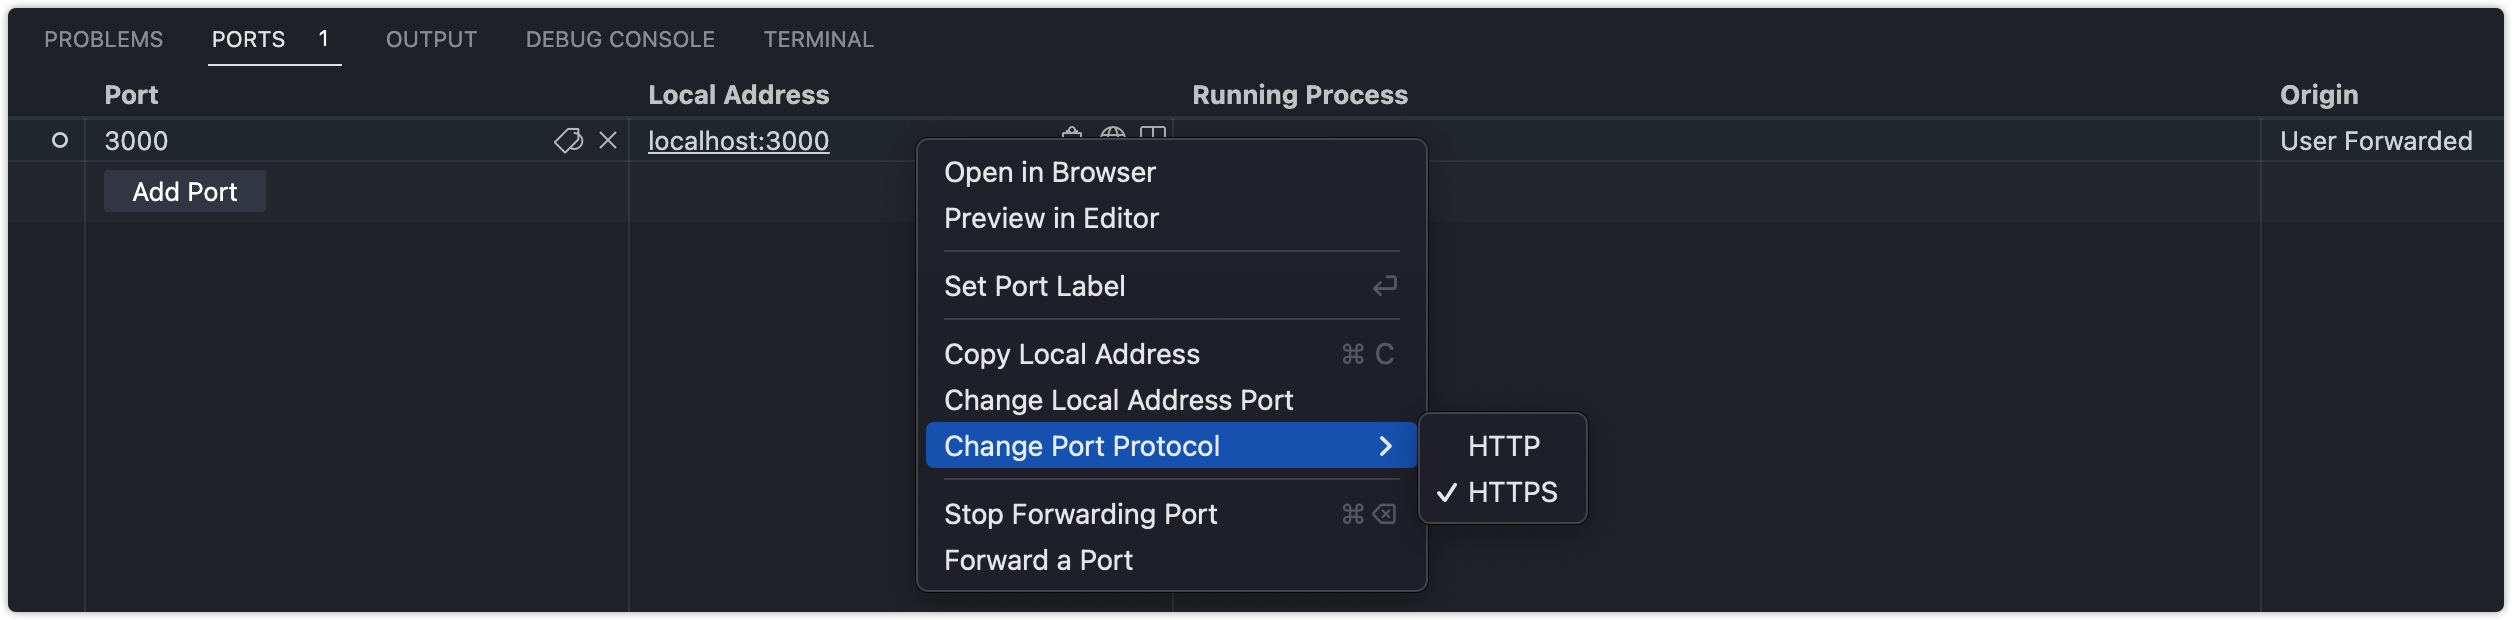 PROBLEMS PORTS 1 OUTPUT DEBUG CONSOLE TERMINAL
Port Local Address Running Process Origin
3000 localhost:3000 User Forwarded
Add Port
Open in Browser
Preview in Editor
Set Port Label
Copy Local Address ⌘ C
Change Local Address Port
Change Port Protocol
HTTP
HTTPS
Stop Forwarding Port ⌘
Forward a Port